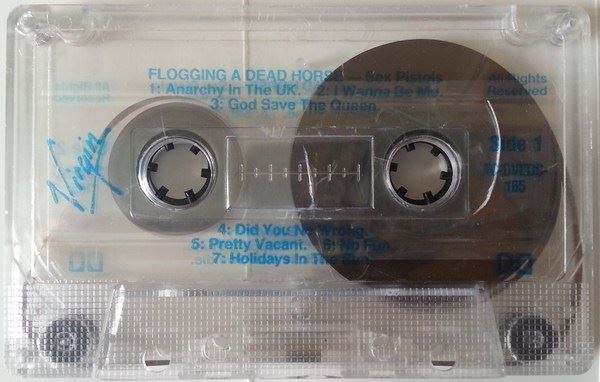 FLOGGING A DEAD HORSE — Sex Pistols
1: Anarchy In The UK. 2: I Wanna Be Me.
3: God Save The Queen.
All Rights
Reserved
Side 1
Virgin
165
4: Did You No Wrong.
5: Pretty Vacant. 6: No Fun.
7: Holidays In The Sun.